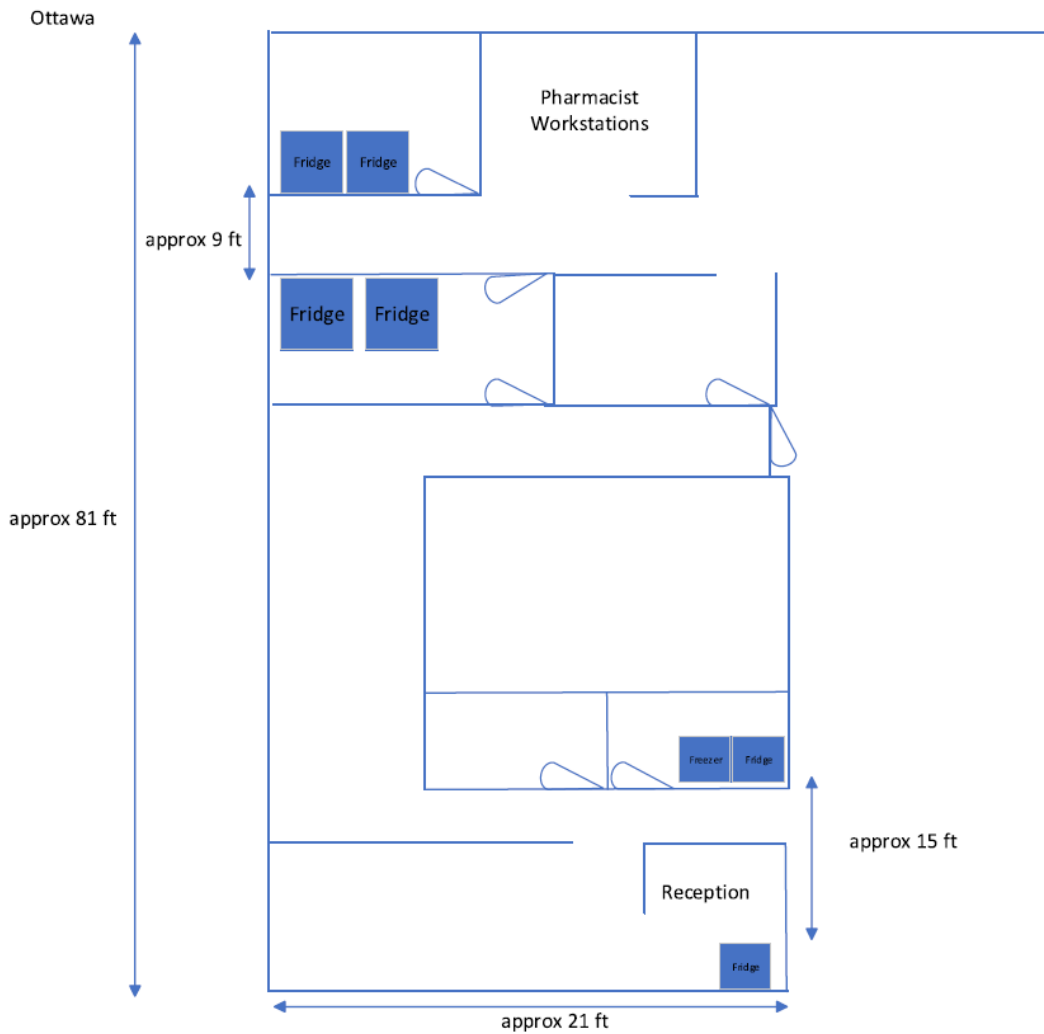 Ottawa
Pharmacist
Workstations
Fridge
Fridge
approx 9 ft
Fridge
Fridge
approx 81 ft
Freezer
Fridge
approx 15 ft
Reception
Fridge
approx 21 ft